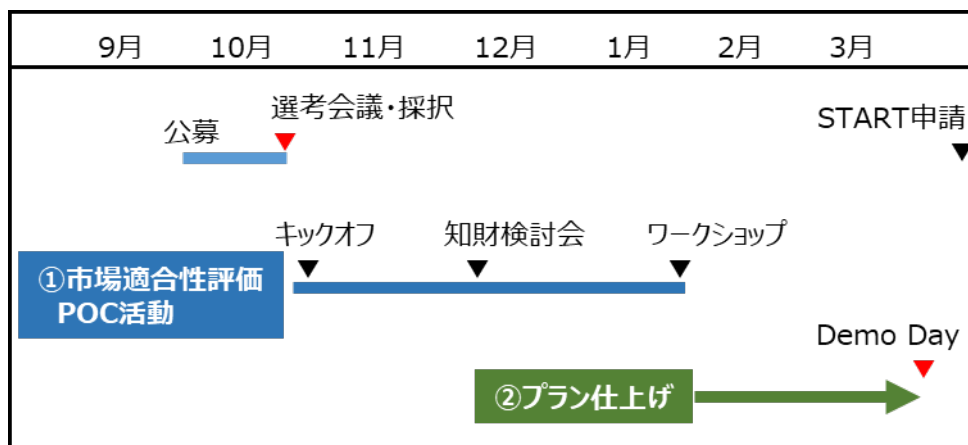 9月 10月 11月 12月 1月 2月 3月
選考会議・採択
公募
START申請
キックオフ 知財検討会 ワークショップ
①市場適合性評価
POC活動
Demo Day
②プラン仕上げ